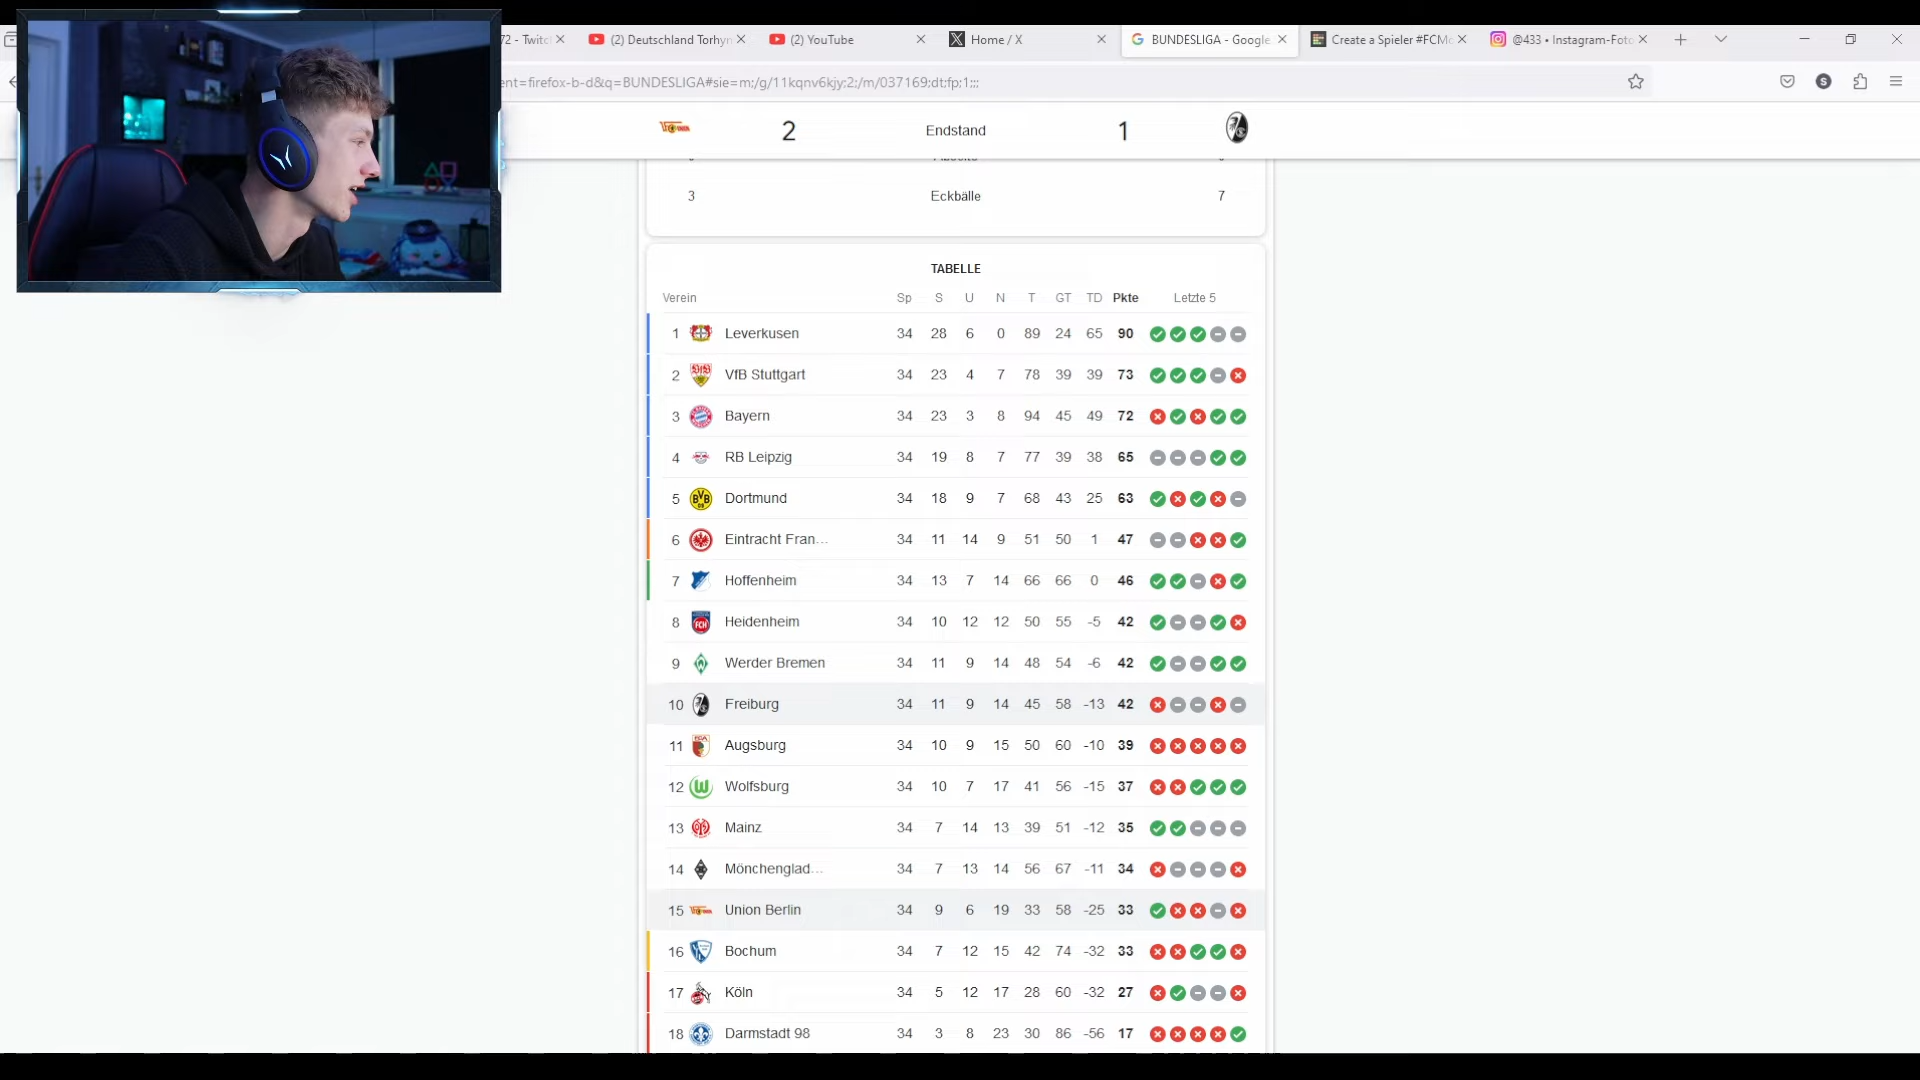 72 - Twitc
(2) Deutschland Torhyn
(2) YouTube
Home / X
BUNDESLIGA - Google
Create a Spieler #FCMo
@433 • Instagram-Foto
ent=firefox-b-d&q=BUNDESLIGA#sie=m;/g/11kqnv6kjy;2;/m/037169;dt;fp;1;;;
2 Endstand 1
3 Eckbälle 7
TABELLE
Verein Sp S U N T GT TD Pkte Letzte 5
1 Leverkusen 34 28 6 0 89 24 65 90
2 VfB Stuttgart 34 23 4 7 78 39 39 73
3 Bayern 34 23 3 8 94 45 49 72
4 RB Leipzig 34 19 8 7 77 39 38 65
5 Dortmund 34 18 9 7 68 43 25 63
6 Eintracht Fran... 34 11 14 9 51 50 1 47
7 Hoffenheim 34 13 7 14 66 66 0 46
8 Heidenheim 34 10 12 12 50 55 -5 42
9 Werder Bremen 34 11 9 14 48 54 -6 42
10 Freiburg 34 11 9 14 45 58 -13 42
11 Augsburg 34 10 9 15 50 60 -10 39
12 Wolfsburg 34 10 7 17 41 56 -15 37
13 Mainz 34 7 14 13 39 51 -12 35
14 Mönchenglad... 34 7 13 14 56 67 -11 34
15 Union Berlin 34 9 6 19 33 58 -25 33
16 Bochum 34 7 12 15 42 74 -32 33
17 Köln 34 5 12 17 28 60 -32 27
18 Darmstadt 98 34 3 8 23 30 86 -56 17